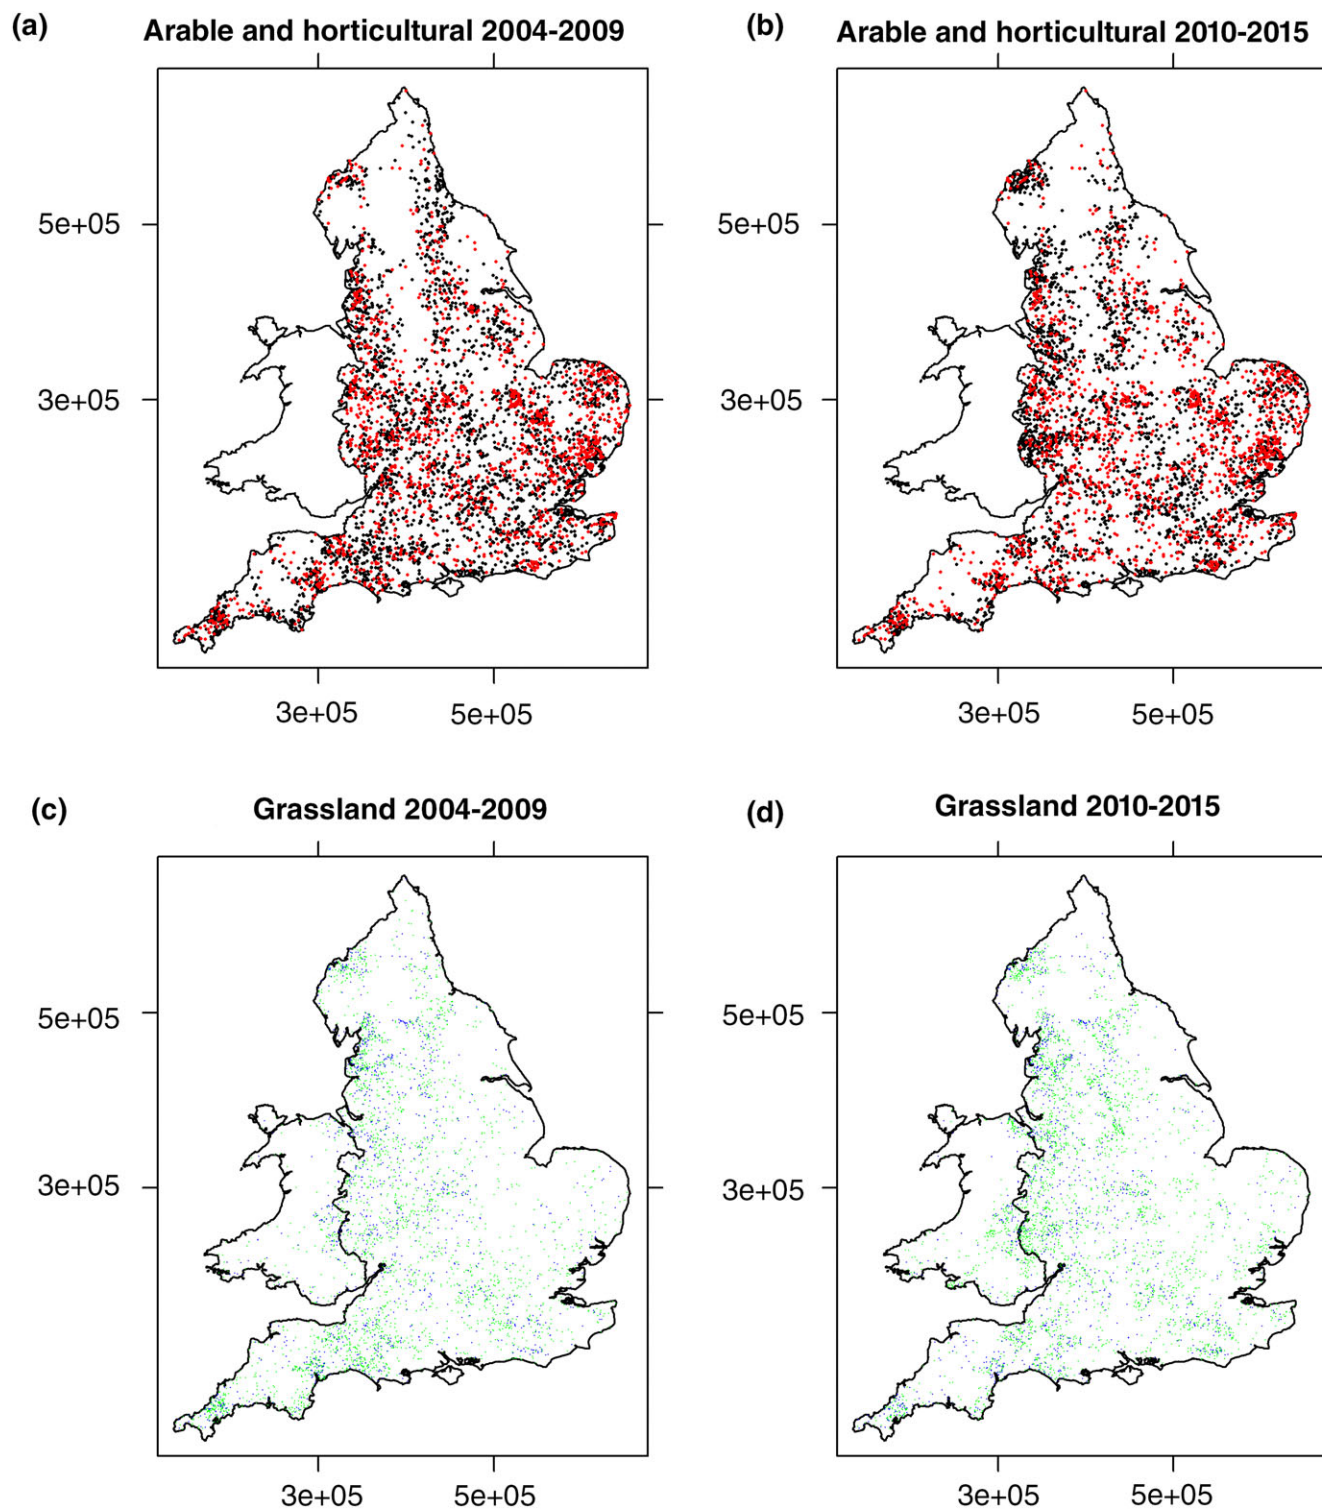 (a) Arable and horticultural 2004-2009
(b) Arable and horticultural 2010-2015
5e+05
3e+05
3e+05 5e+05
5e+05
3e+05
3e+05 5e+05
(c) Grassland 2004-2009
(d) Grassland 2010-2015
5e+05
3e+05
3e+05 5e+05
5e+05
3e+05
3e+05 5e+05